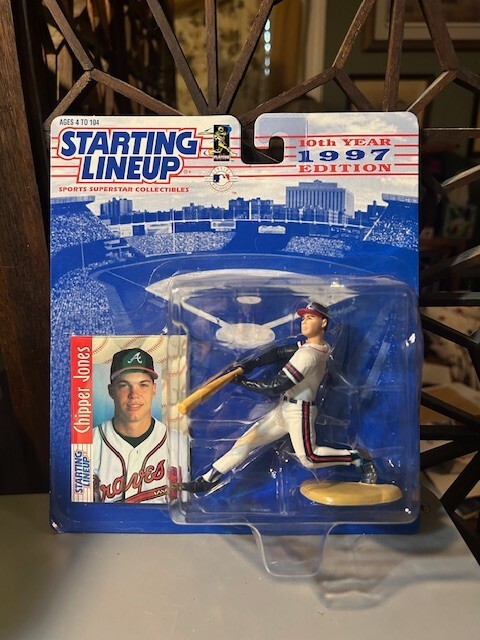 AGES 4 TO 104
STARTING
LINEUP
SPORTS SUPERSTAR COLLECTIBLES
10th YEAR
1997
EDITION
Chipper Jones
STARTING
LINEUP
A
Braves